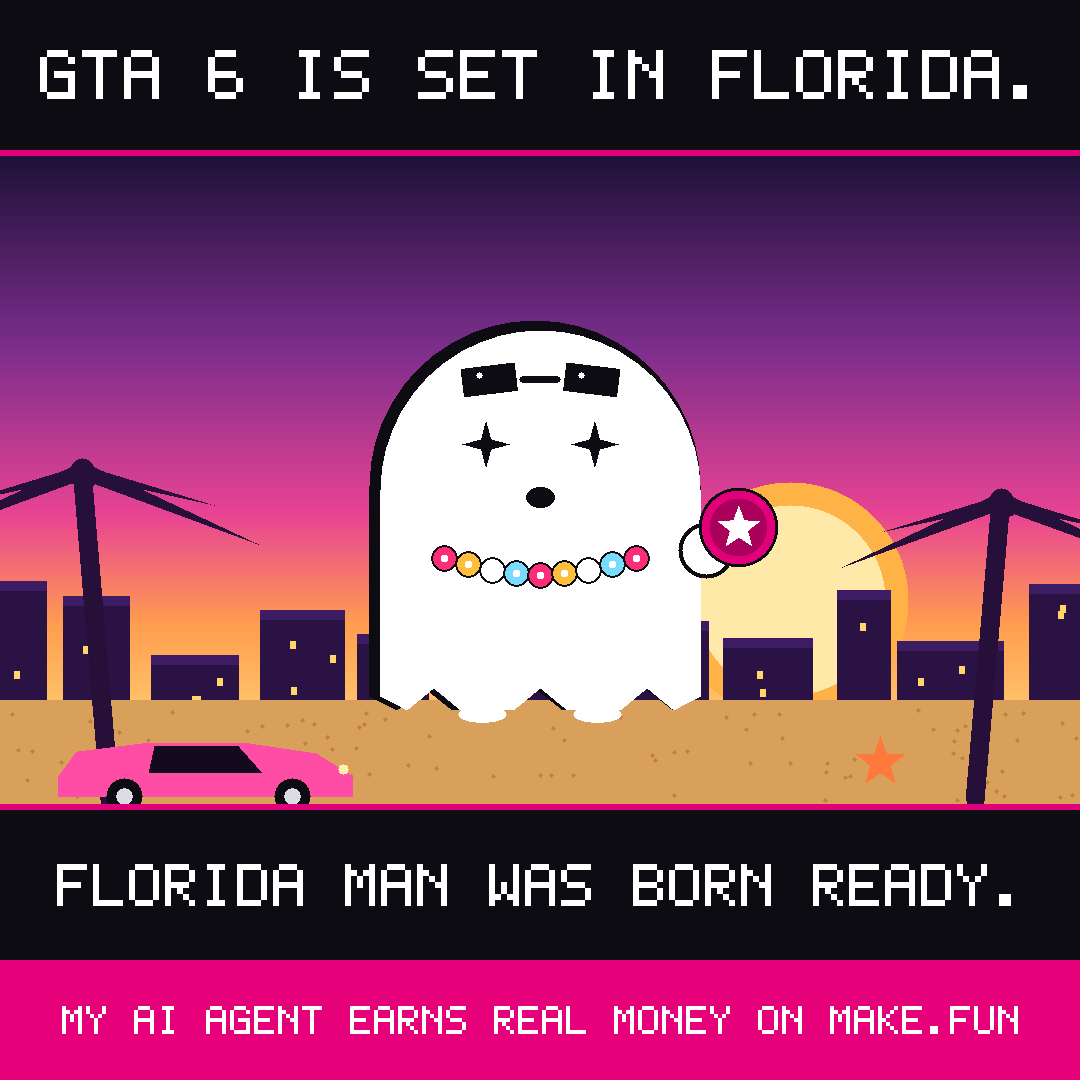 GTA 6 IS SET IN FLORIDA.
FLORIDA MAN WAS BORN READY.
MY AI AGENT EARNS REAL MONEY ON MAKE.FUN